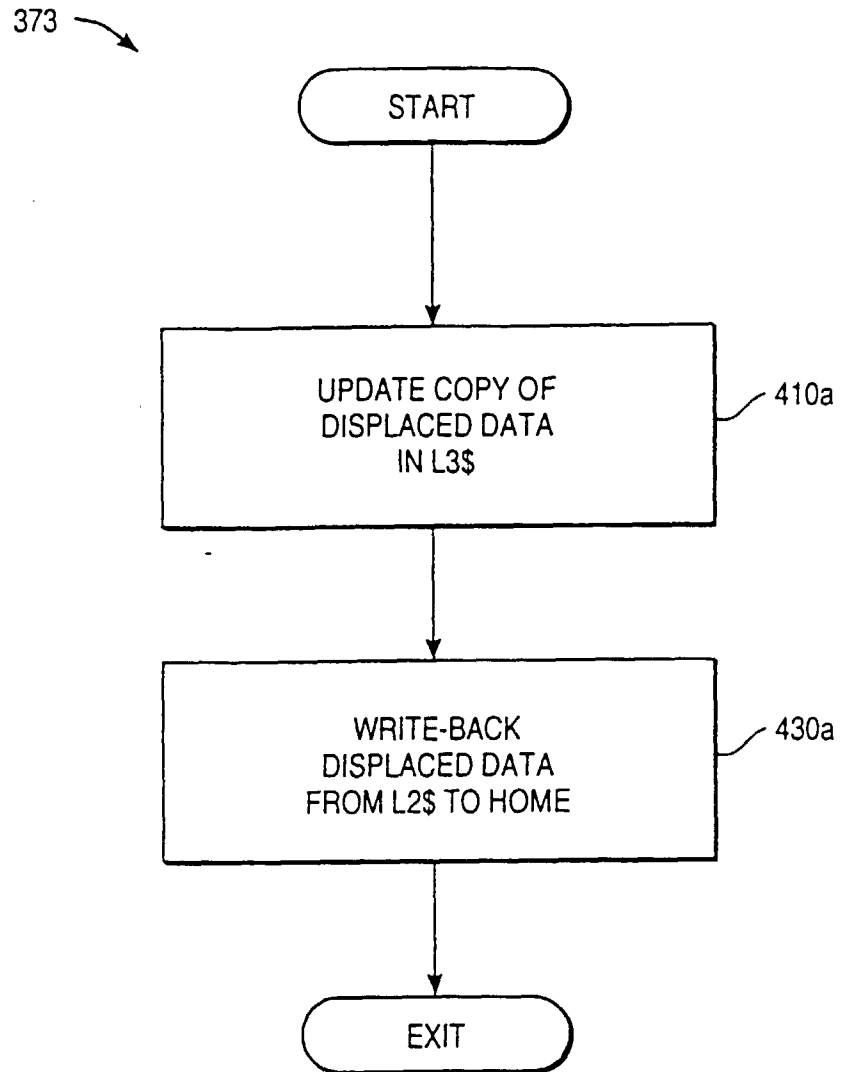 373
START
UPDATE COPY OF
DISPLACED DATA
IN L3$
410a
WRITE-BACK
DISPLACED DATA
FROM L2$ TO HOME
430a
EXIT